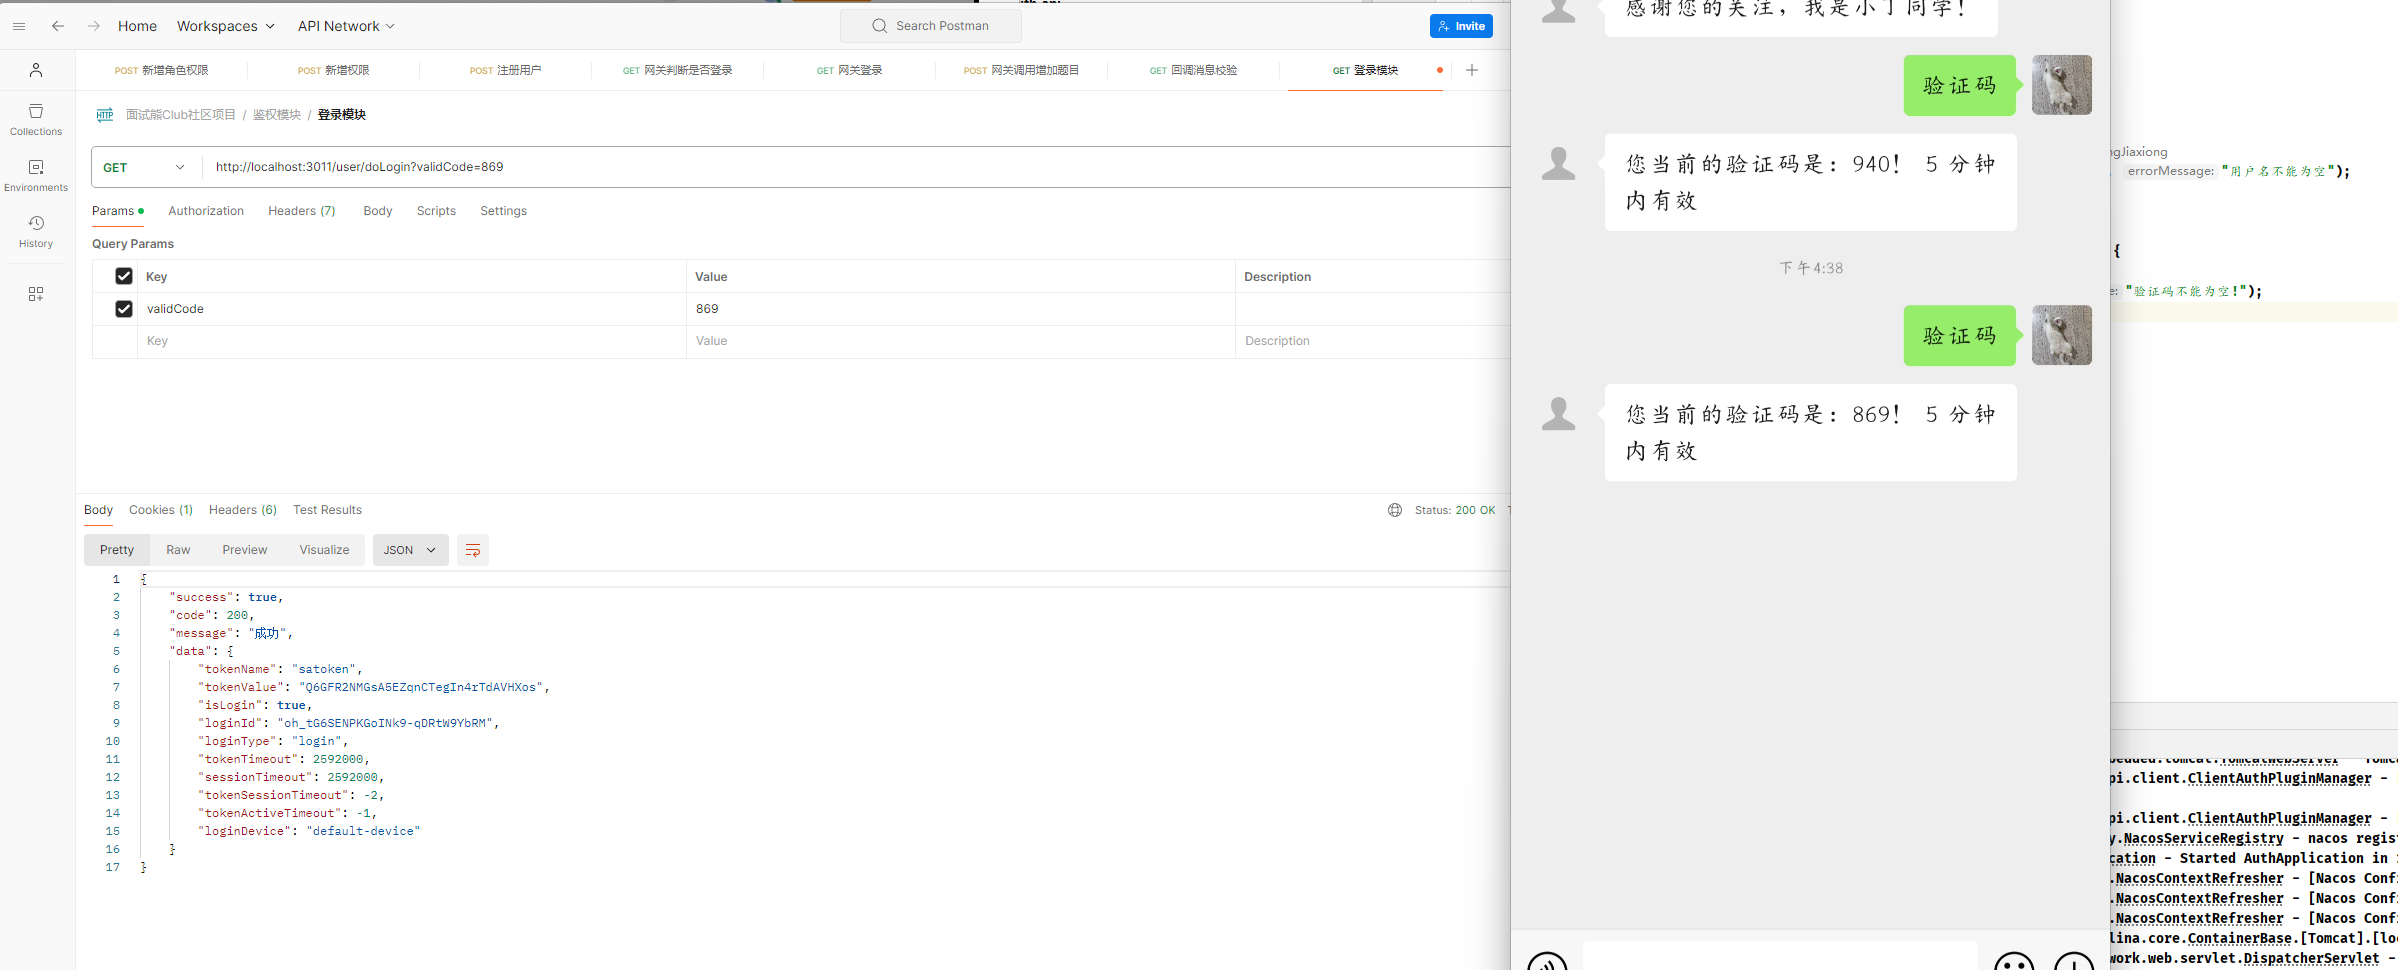 Home Workspaces API Network
Search Postman
Invite
POST 新增角色权限
POST 新增权限
POST 注册用户
GET 网关判断是否登录
GET 网关登录
POST 网关调用增加题目
GET 回调消息校验
GET 登录模块
Collections
Environments
History
HTTP 面试熊Club社区项目 / 鉴权模块 / 登录模块
GET http://localhost:3011/user/doLogin?validCode=869
Params Authorization Headers (7) Body Scripts Settings
Query Params
Key Value Description
validCode 869
Key Value Description
Body Cookies (1) Headers (6) Test Results
Status: 200 OK
Pretty Raw Preview Visualize JSON
1 {
2 "success": true,
3 "code": 200,
4 "message": "成功",
5 "data": {
6 "tokenName": "satoken",
7 "tokenValue": "Q6GFR2NMGsA5EZqnCTegIn4rTdAVHXos",
8 "isLogin": true,
9 "loginId": "oh_tG6SENPKGoINk9-qDRtW9YbRM",
10 "loginType": "login",
11 "tokenTimeout": 2592000,
12 "sessionTimeout": 2592000,
13 "tokenSessionTimeout": -2,
14 "tokenActiveTimeout": -1,
15 "loginDevice": "default-device"
16 }
17 }
感谢您的关注，我是小丁同学！
验证码
您当前的验证码是：940！ 5 分钟
内有效
下午4:38
验证码
您当前的验证码是：869！ 5 分钟
内有效
ngJiaxiong
errorMessage: "用户名不能为空");
{
e: "验证码不能为空!");
pi.client.ClientAuthPluginManager -
pi.client.ClientAuthPluginManager -
y.NacosServiceRegistry - nacos regist
cation - Started AuthApplication in
.NacosContextRefresher - [Nacos Conf
.NacosContextRefresher - [Nacos Conf
.NacosContextRefresher - [Nacos Conf
lina.core.ContainerBase.[Tomcat].[lo
work.web.servlet.DispatcherServlet -